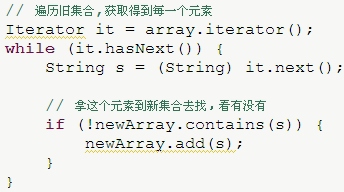 // 遍历旧集合,获取得到每一个元素
Iterator it = array.iterator();
while (it.hasNext()) {
    String s = (String) it.next();

    // 拿这个元素到新集合去找,看有没有
    if (!newArray.contains(s)) {
        newArray.add(s);
    }
}